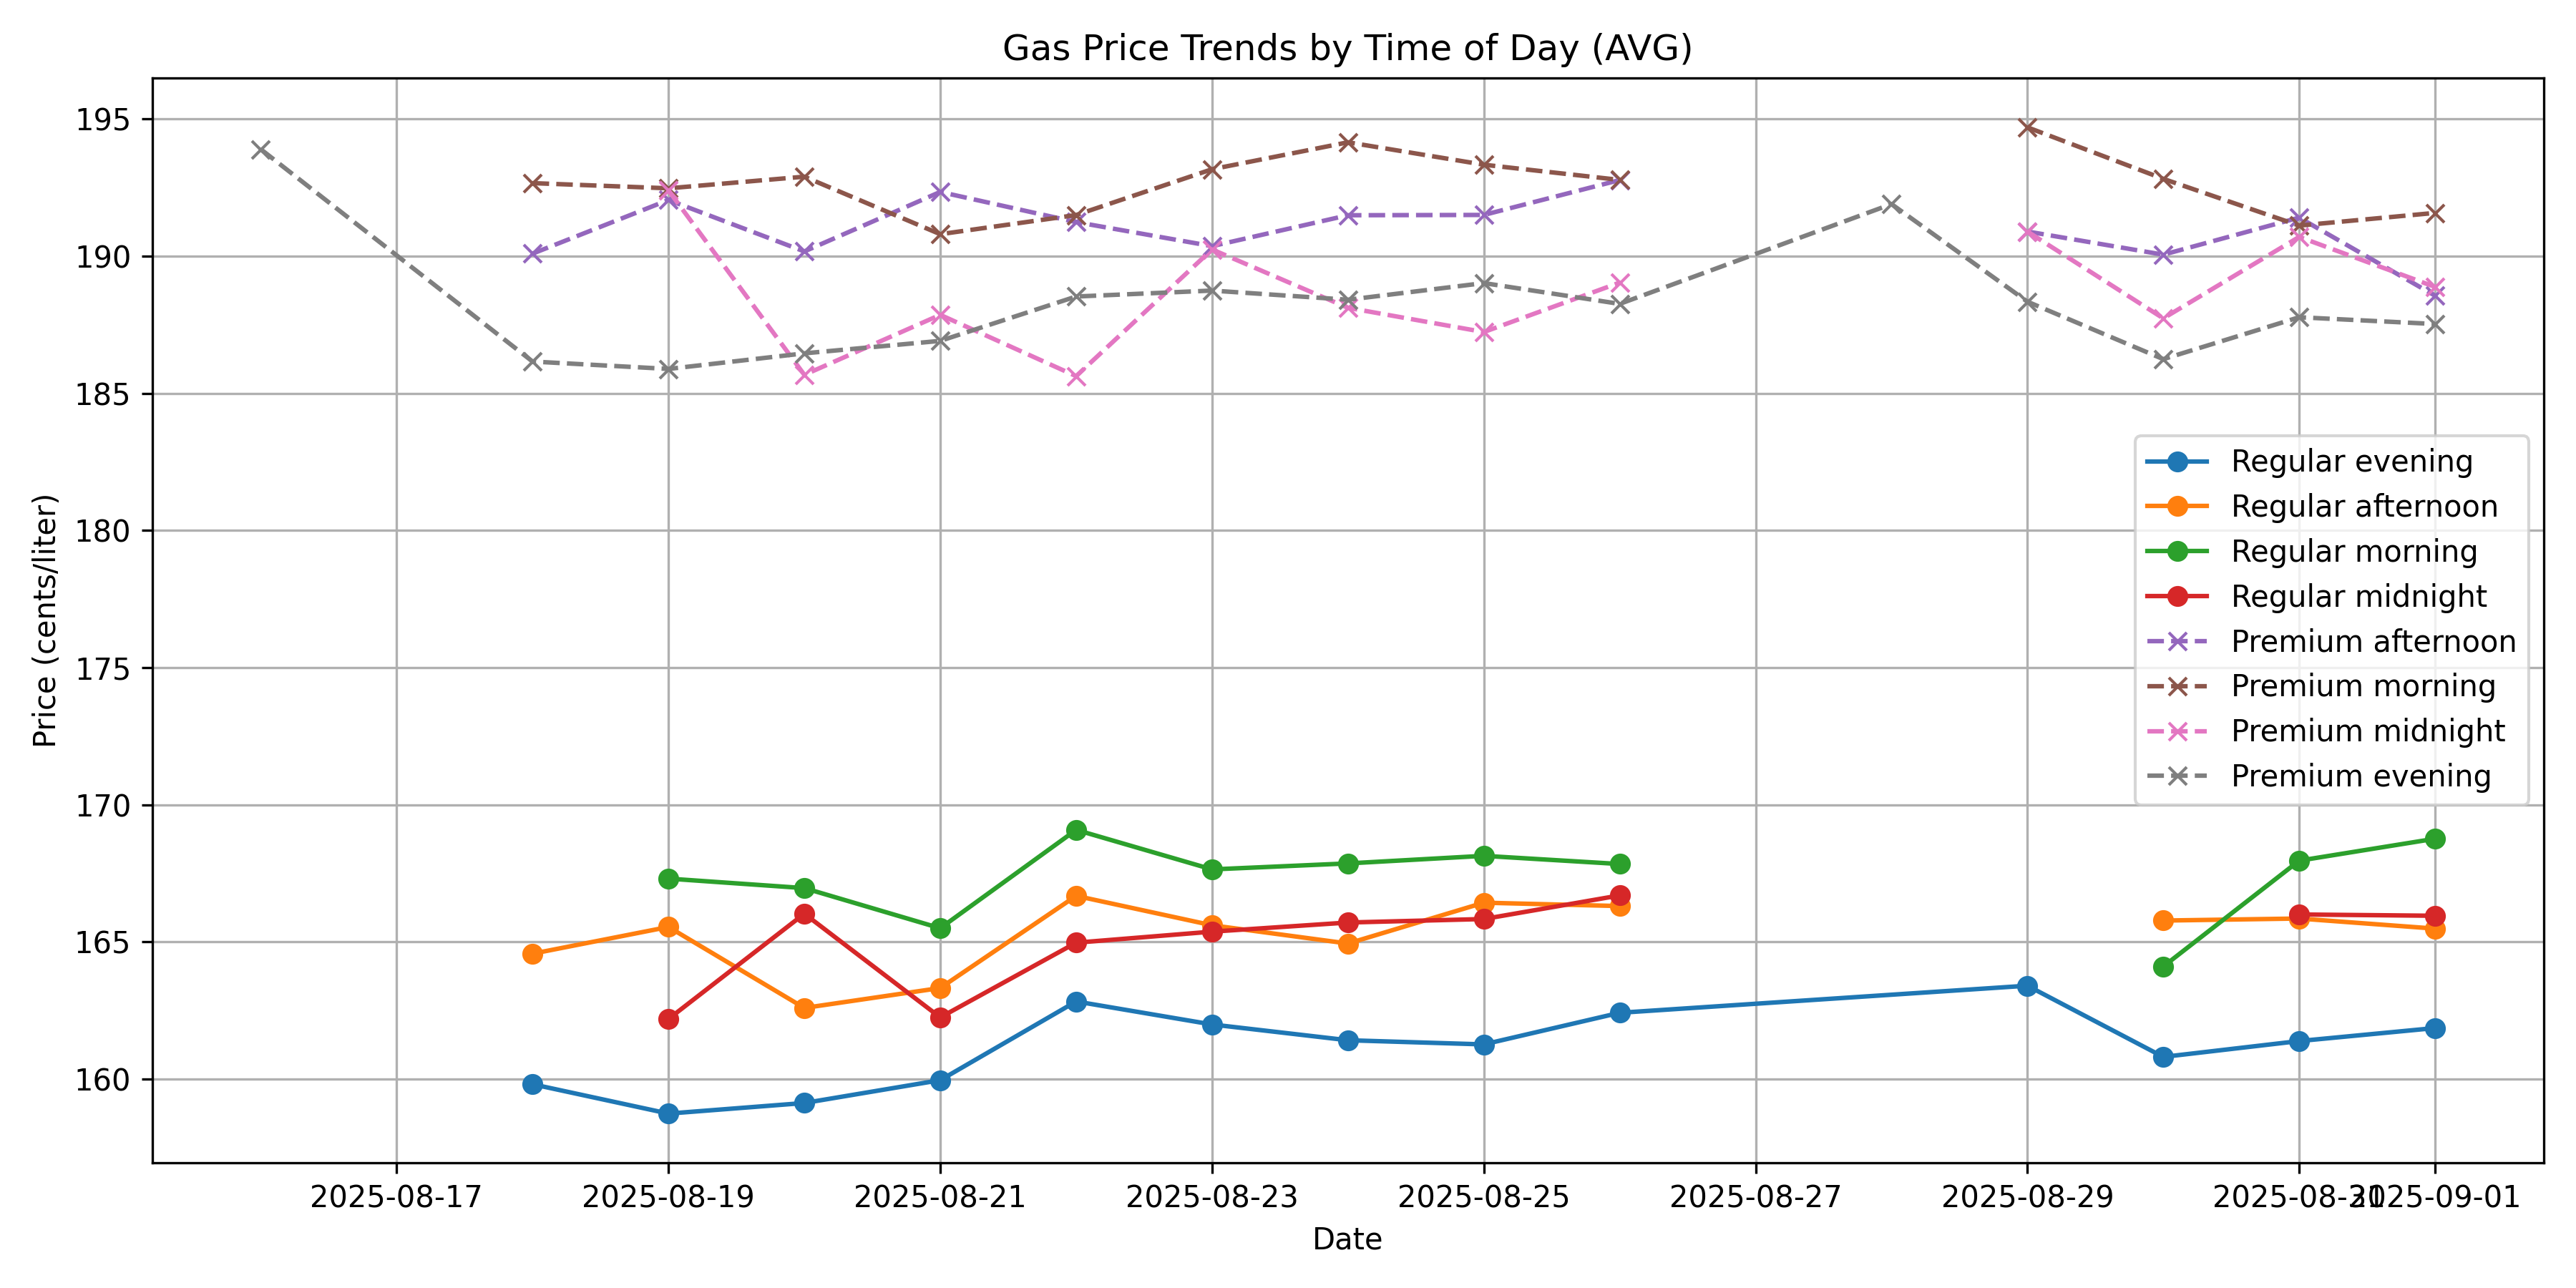 Gas Price Trends by Time of Day (AVG)
195
190
185
180
175
170
165
160
Price (cents/liter)
Regular evening
Regular afternoon
Regular morning
Regular midnight
Premium afternoon
Premium morning
Premium midnight
Premium evening
2025-08-17 2025-08-19 2025-08-21 2025-08-23 2025-08-25 2025-08-27 2025-08-29 2025-08-31 2025-09-01
Date